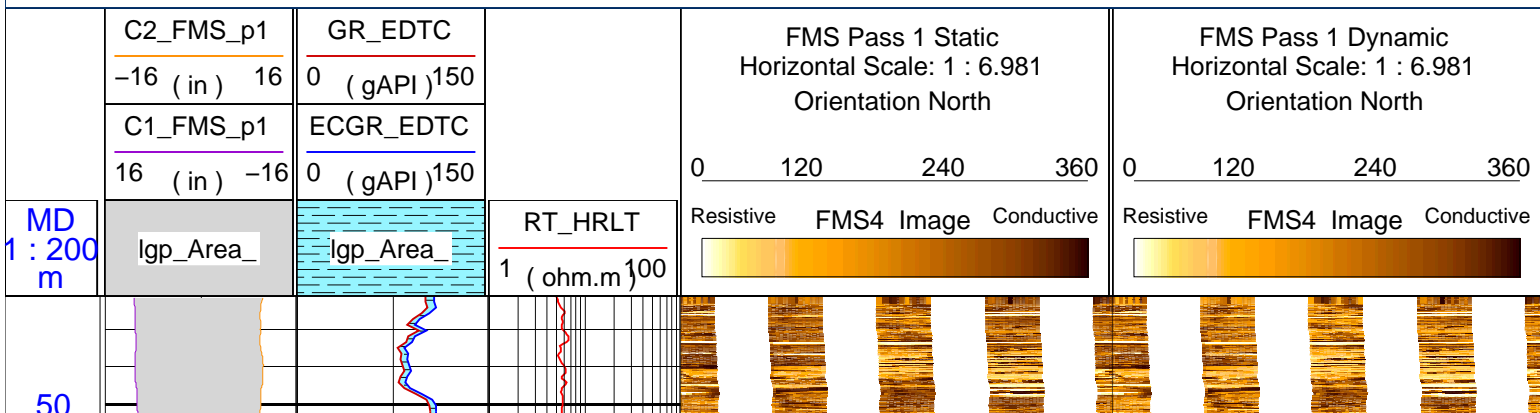 C2_FMS_p1
−16 ( in ) 16
C1_FMS_p1
16 ( in ) −16
GR_EDTC
0 ( gAPI ) 150
ECGR_EDTC
0 ( gAPI ) 150
FMS Pass 1 Static
Horizontal Scale: 1 : 6.981
Orientation North
0 120 240 360
FMS Pass 1 Dynamic
Horizontal Scale: 1 : 6.981
Orientation North
0 120 240 360
MD
1 : 200
m
lgp_Area_
lgp_Area_
RT_HRLT
1 ( ohm.m ) 100
Resistive FMS4 Image Conductive
Resistive FMS4 Image Conductive
50